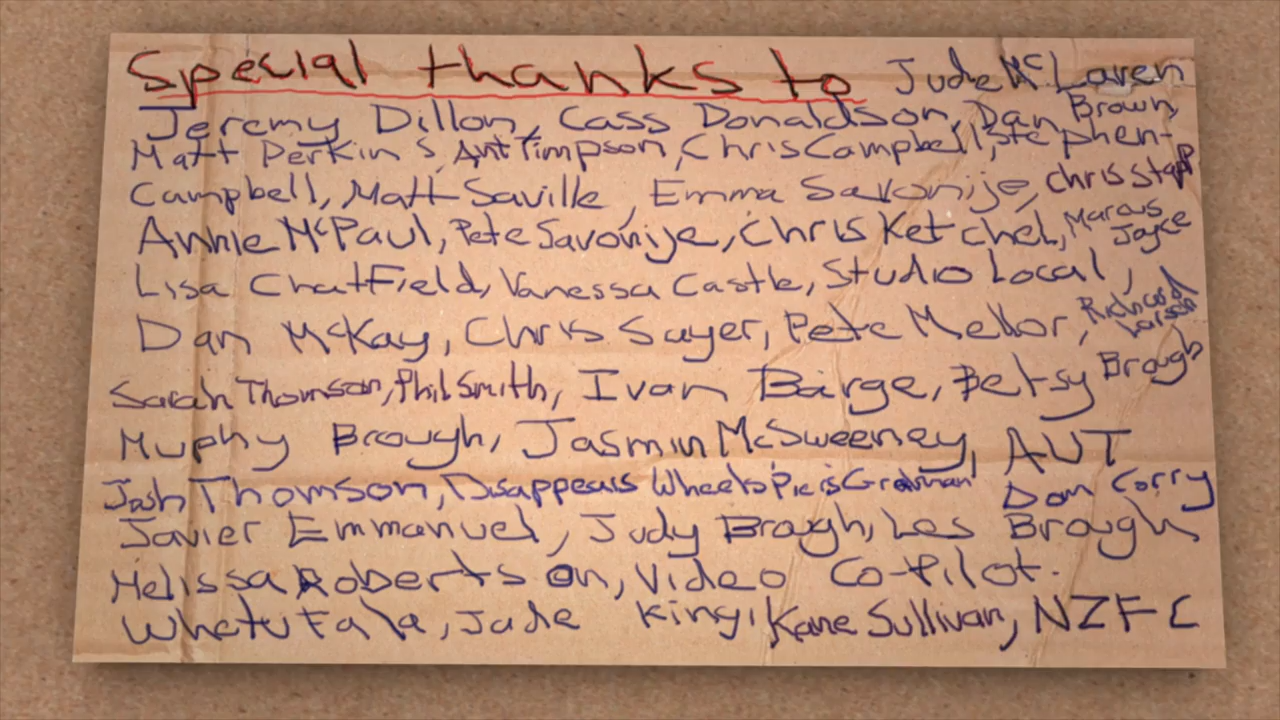 Special thanks to Jude McLaren
Jeremy Dillon, Cass Donaldson, Dan Brown,
Matt Perkins, Ant Timpson, Chris Campbell, Stephen-
Campbell, Matt Saville, Emma Savonije, Chris Stapp
Annie McPaul, Pete Savonije, Chris Ketchel, Marcus Joyce
Lisa Chatfield, Vanessa Castle, Studio Local,
Dan McKay, Chris Sayer, Pete Mellor, Richard Larson
Sarah Thomson, Phil Smith, Ivan Barge, Betsy Brough
Muphy Brough, Jasmin McSweeney, AUT
Josh Thomson, Disappears Wheels Pieis Dom Corry
Javier Emmanuel, Judy Brough, Les Brough
Melissa Robertson, Video Co-Pilot.
Whetu Fala, Jade King, Kane Sullivan, NZFC